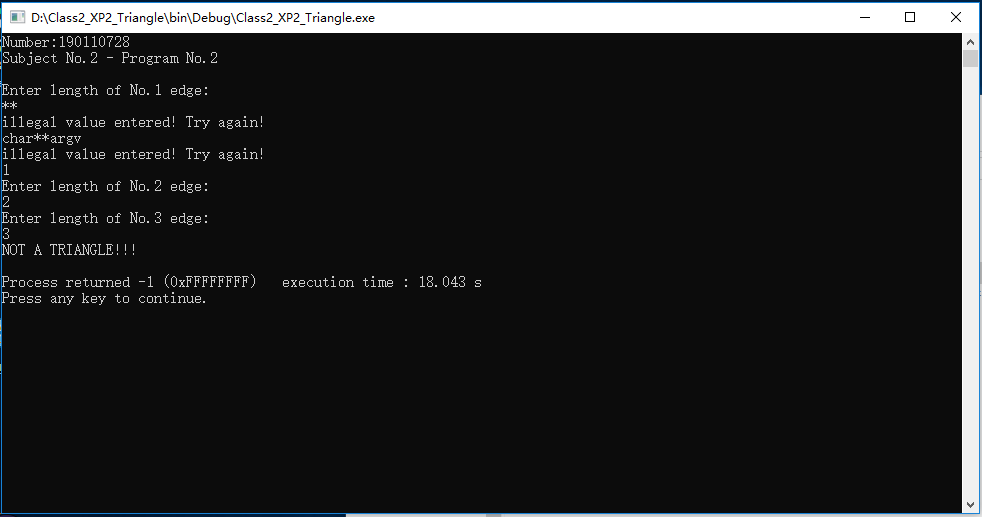 D:\Class2_XP2_Triangle\bin\Debug\Class2_XP2_Triangle.exe
Number:190110728
Subject No.2 - Program No.2
Enter length of No.1 edge:
**
illegal value entered! Try again!
char**argv
illegal value entered! Try again!
1
Enter length of No.2 edge:
2
Enter length of No.3 edge:
3
NOT A TRIANGLE!!!
Process returned -1 (0xFFFFFFFF)   execution time : 18.043 s
Press any key to continue.